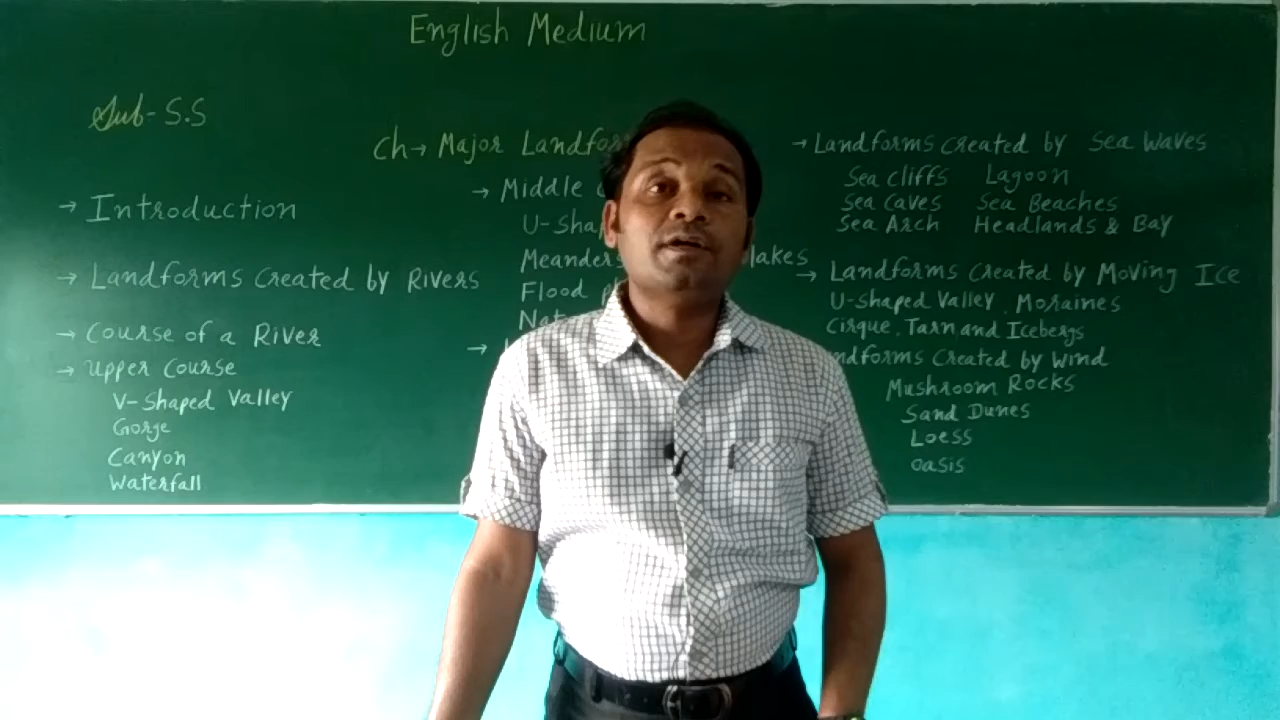 English Medium
Sub- S.S
Ch→ Major Landfor
→ Introduction
→ Landforms Created by Rivers
→ Course of a River
→ Upper Course
V-Shaped Valley
Gorge
Canyon
Waterfall
→ Middle
U-Shap
Meanders lakes
Flood
Nat
→
→ Landforms Created by Sea Waves
Sea Cliffs Lagoon
Sea Caves Sea Beaches
Sea Arch Headlands & Bay
→ Landforms Created by Moving Ice
U-Shaped Valley, Moraines
Cirque, Tarn and Icebergs
ndforms Created by Wind
Mushroom Rocks
Sand Dunes
Loess
Oasis